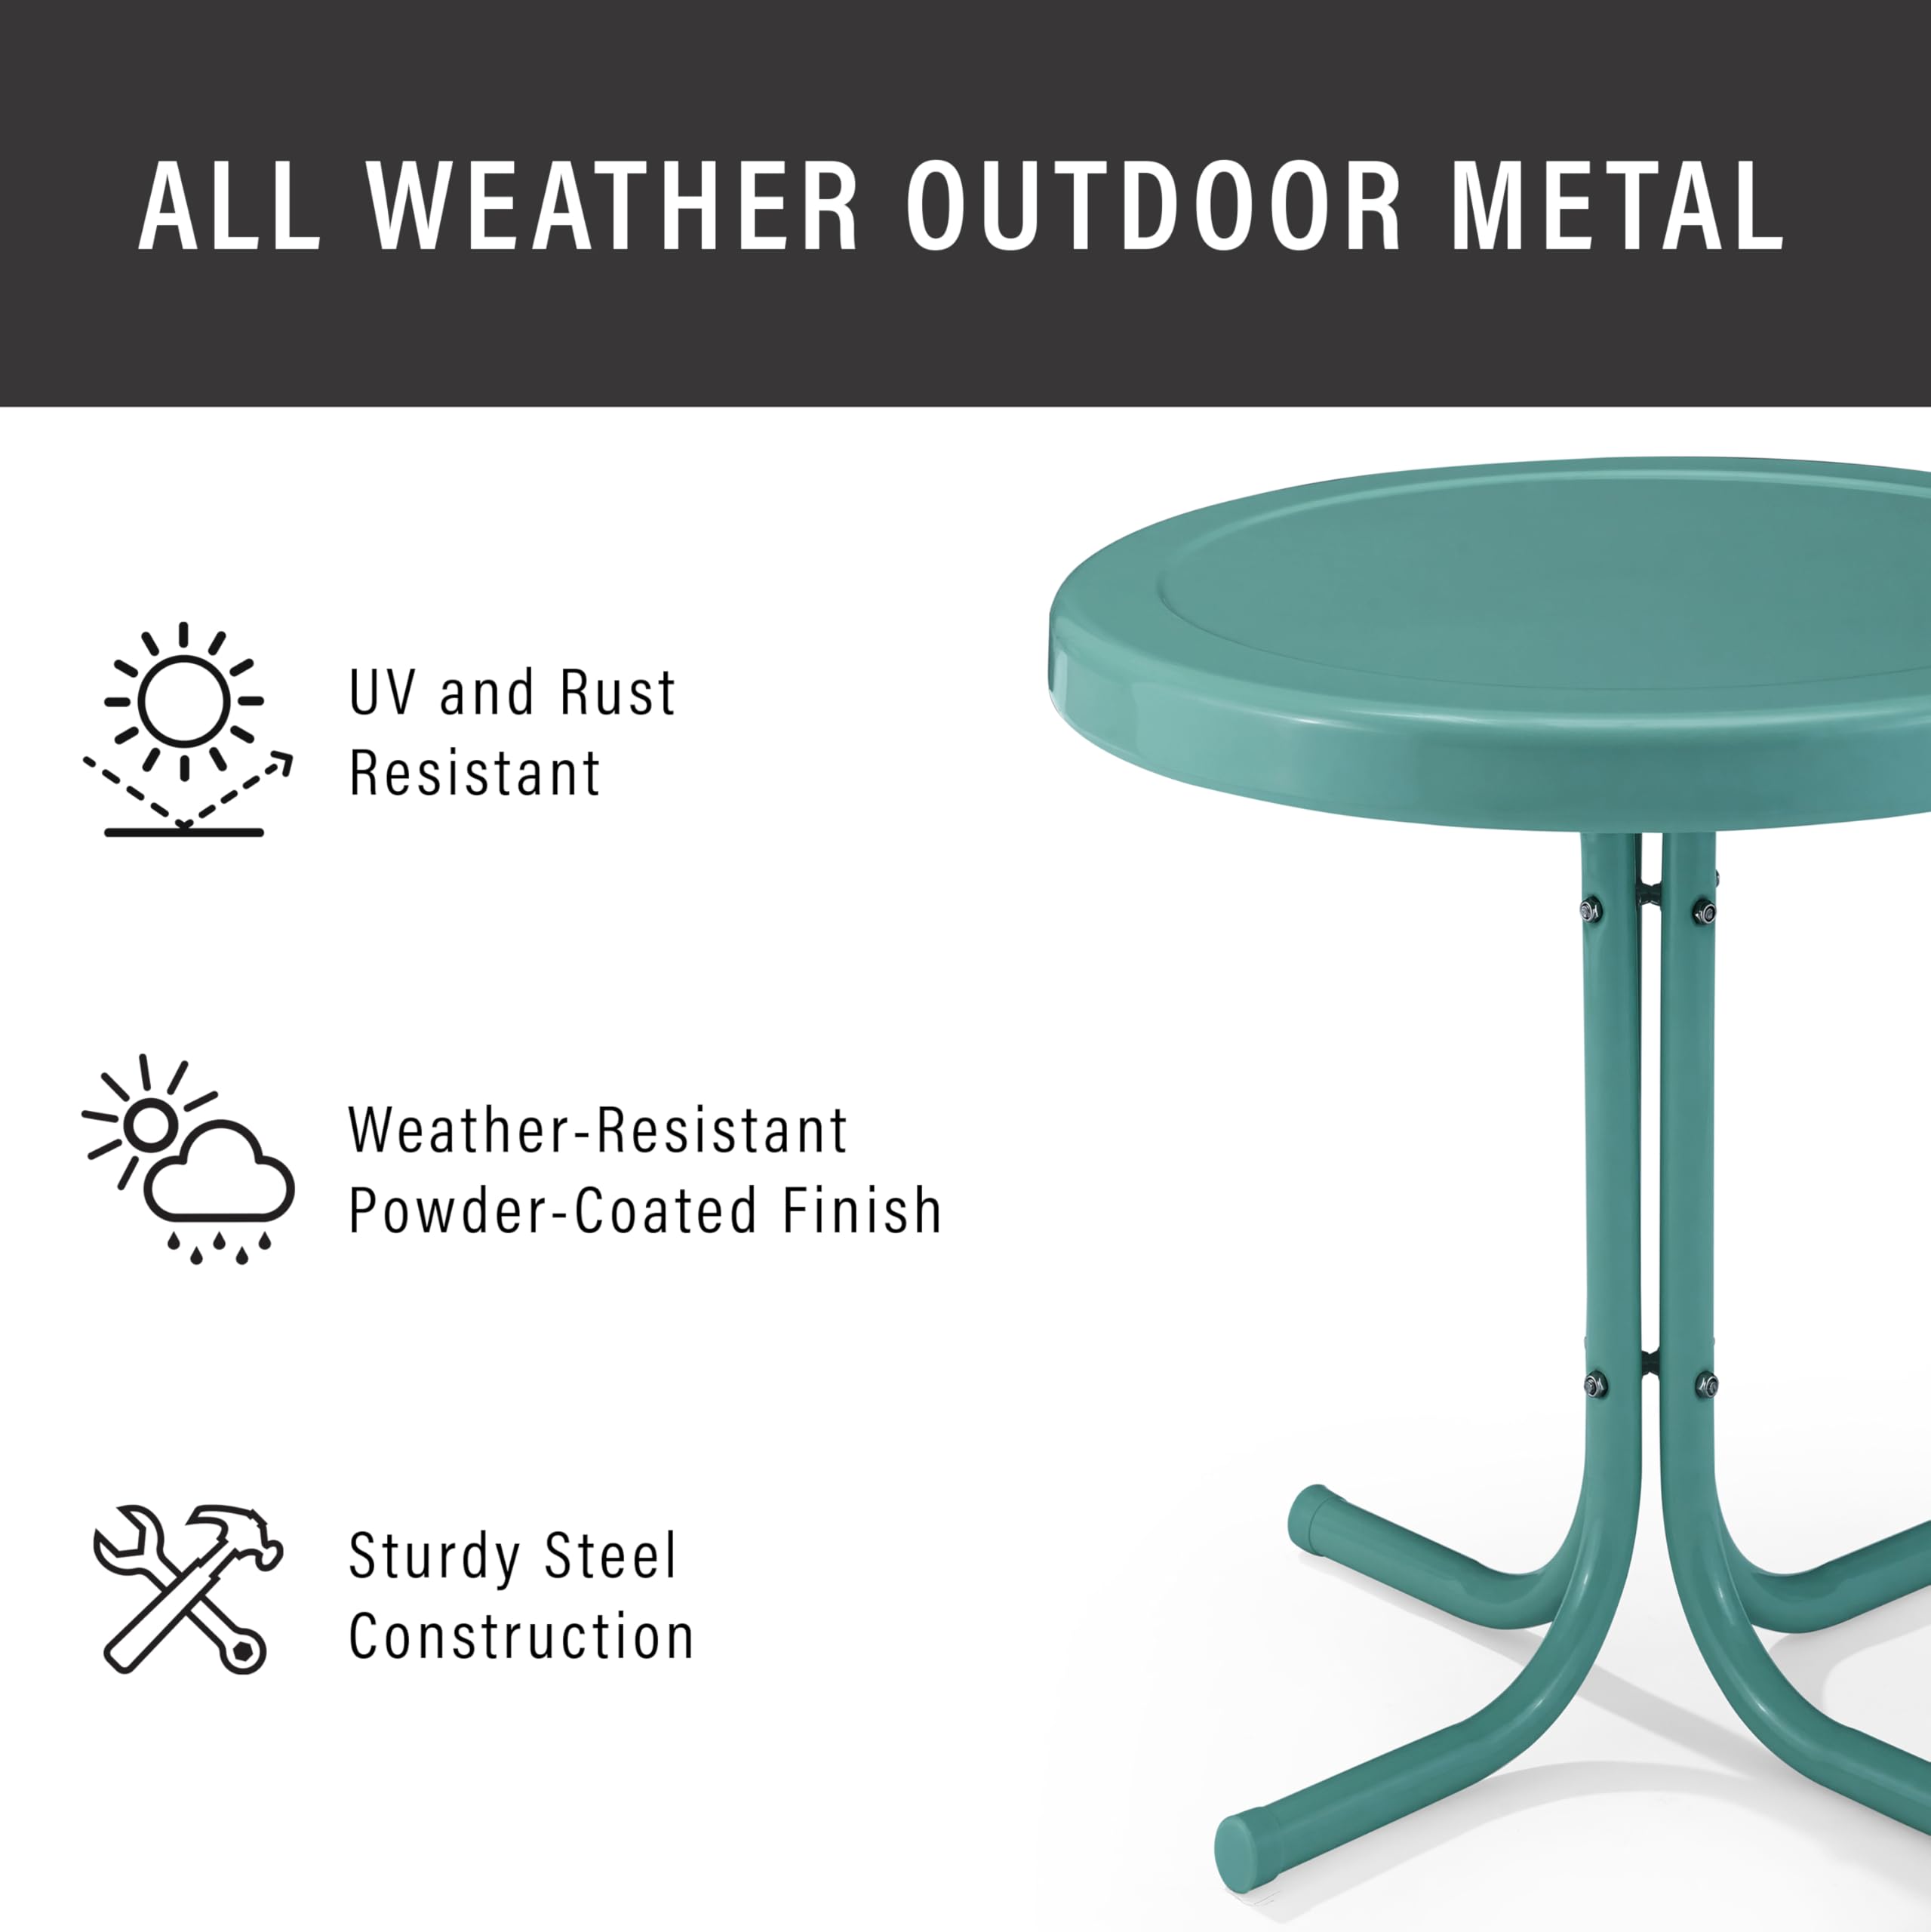 ALL WEATHER OUTDOOR METAL
UV and Rust
Resistant
Weather-Resistant
Powder-Coated Finish
Sturdy Steel
Construction